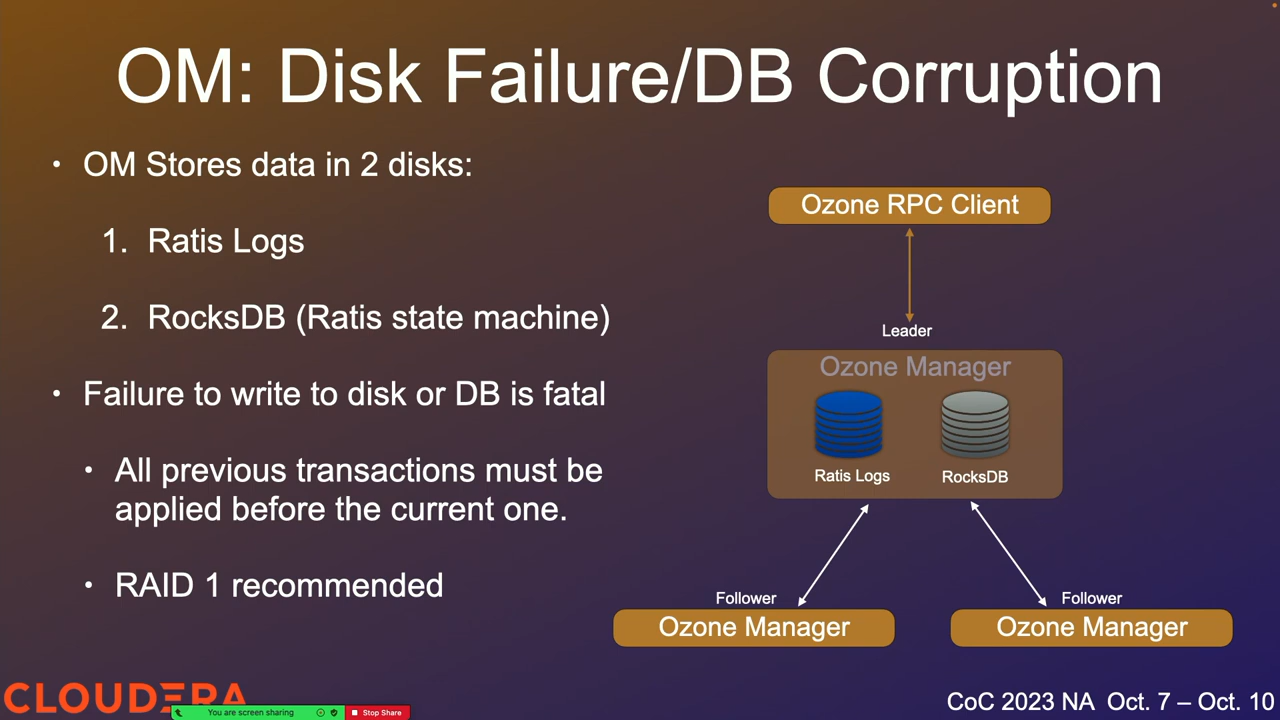 OM: Disk Failure/DB Corruption
• OM Stores data in 2 disks:
1. Ratis Logs
2. RocksDB (Ratis state machine)
• Failure to write to disk or DB is fatal
• All previous transactions must be
applied before the current one.
• RAID 1 recommended
Ozone RPC Client
Leader
Ozone Manager
Ratis Logs
RocksDB
Follower
Follower
Ozone Manager
Ozone Manager
CLOUDERA
You are screen sharing
Stop Share
CoC 2023 NA Oct. 7 – Oct. 10